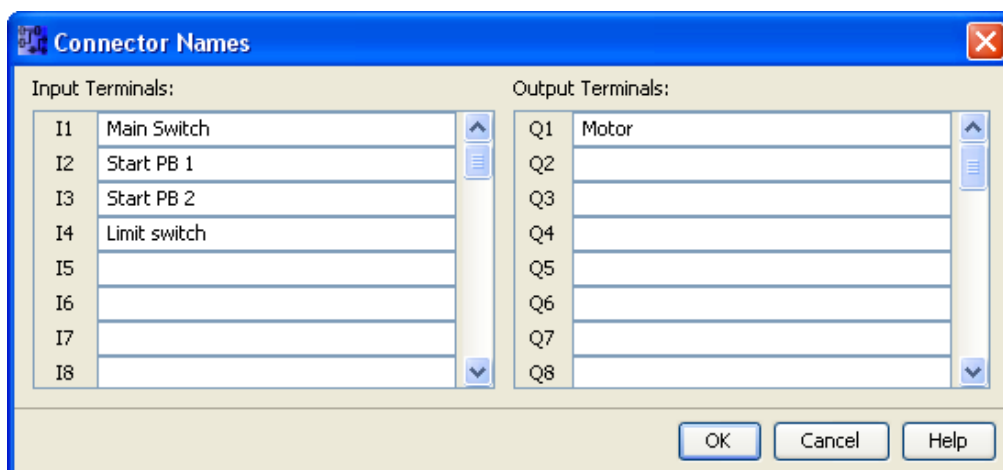 Connector Names
Input Terminals:
I1 Main Switch
I2 Start PB 1
I3 Start PB 2
I4 Limit switch
I5
I6
I7
I8
Output Terminals:
Q1 Motor
Q2
Q3
Q4
Q5
Q6
Q7
Q8
OK Cancel Help